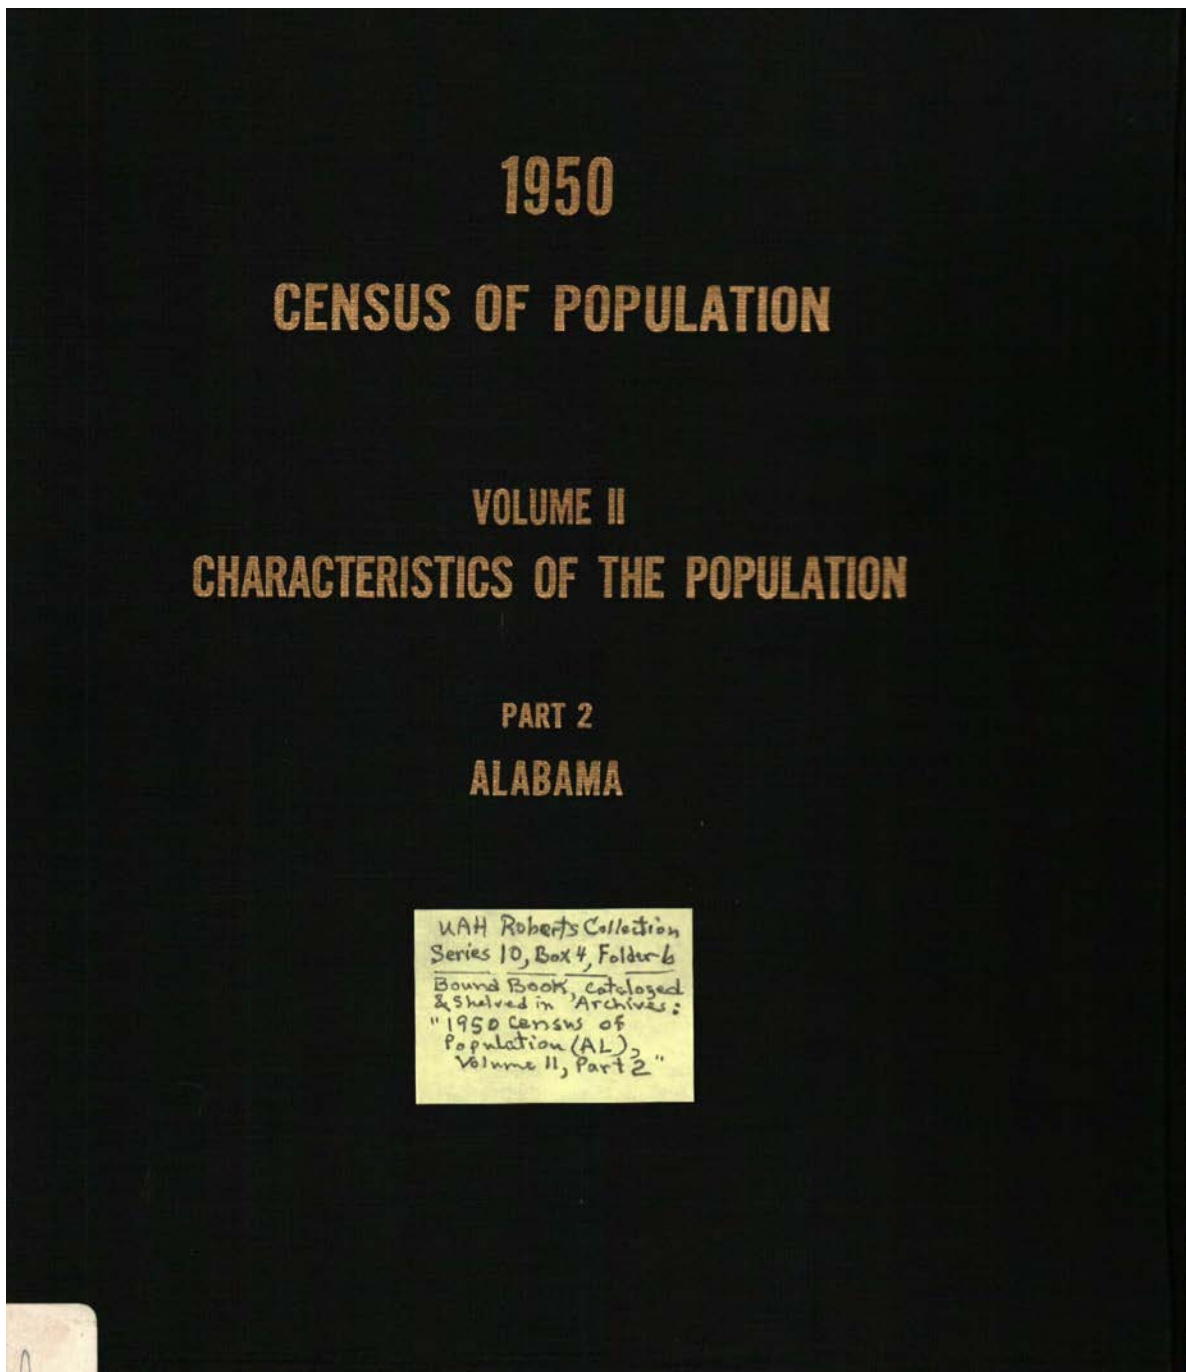 1950
CENSUS OF POPULATION
VOLUME II
CHARACTERISTICS OF THE POPULATION
PART 2
ALABAMA
UAH Roberts Collection
Series 10, Box 4, Folder 6
Bound Book, cataloged
& Shelved in Archives:
"1950 Census of
Population (AL),
Volume II, Part 2"